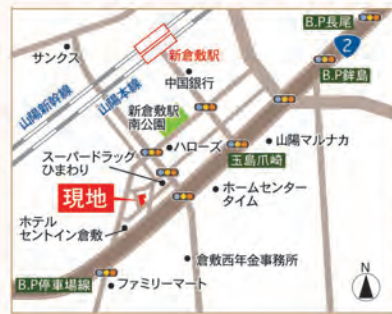 B.P長尾
2
B.P鉾島
新倉敷駅
サンクス
中国銀行
山陽新幹線
山陽本線
新倉敷駅
南公園
ハローズ
山陽マルナカ
玉島爪崎
スーパードラッグ
ひまわり
現地
ホームセンター
タイム
ホテル
セントイン倉敷
倉敷西年金事務所
B.P停車場線
ファミリーマート
N